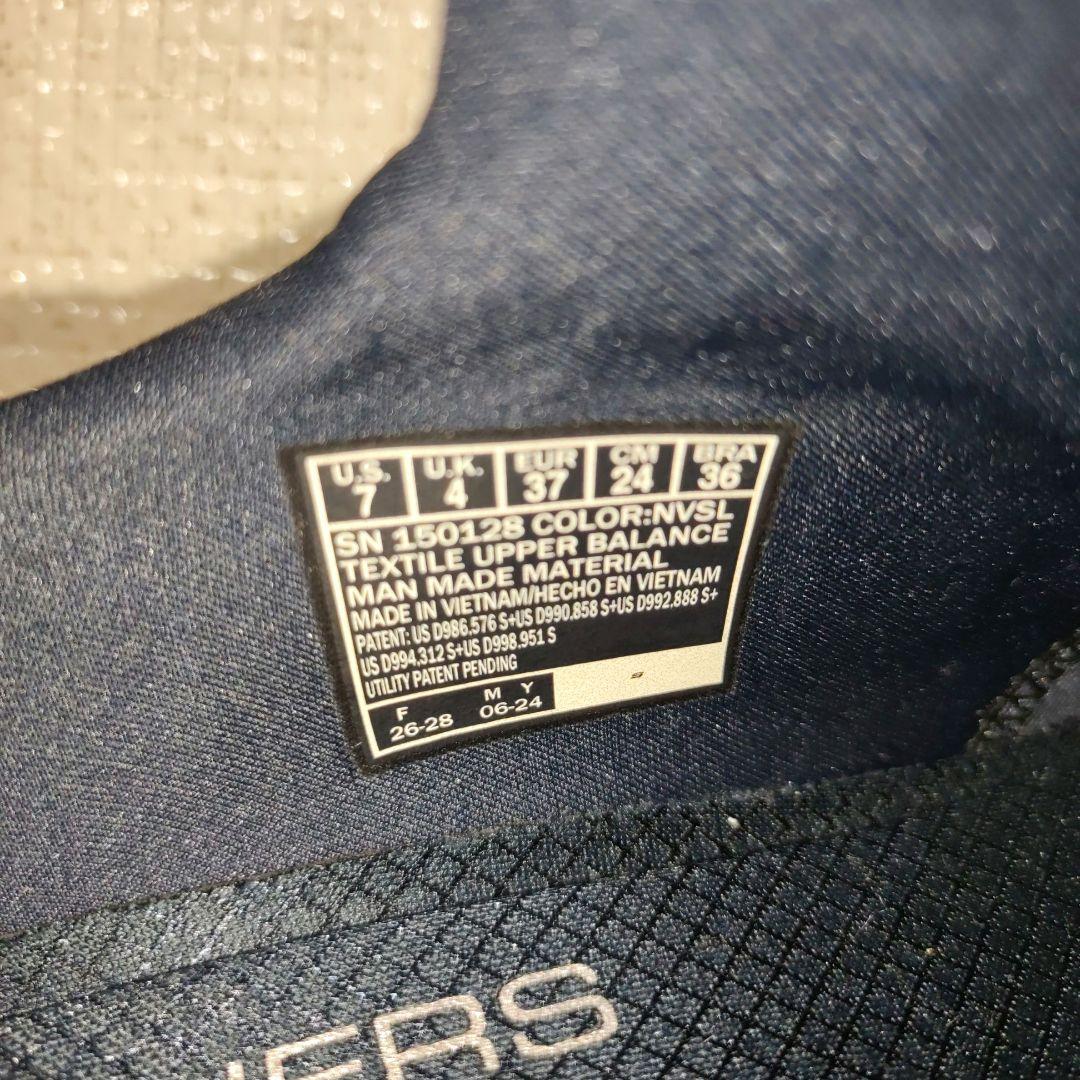 U.S. U.K. EUR CM BRA
7 4 37 24 36
SN 150128 COLOR:NVSL
TEXTILE UPPER BALANCE
MAN MADE MATERIAL
MADE IN VIETNAM/HECHO EN VIETNAM
PATENT: US D986.576 S+US D990.858 S+US D992.888 S+
US D994,312 S+US D998.951 S
UTILITY PATENT PENDING
F M Y
26-28 06-24
S
ERS